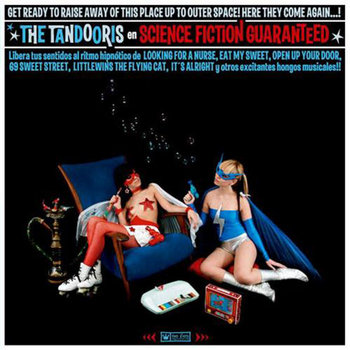 GET READY TO RAISE AWAY OF THIS PLACE UP TO OUTER SPACE! HERE THEY COME AGAIN...!
THE TANDOORIS en SCIENCE FICTION GUARANTEED
Libera tus sentidos al ritmo hipnótico de LOOKING FOR A NURSE, EAT MY SWEET, OPEN UP YOUR DOOR,
69 SWEET STREET, LITTLEWINS THE FLYING CAT, IT'S ALRIGHT y otros excitantes hongos musicales!!